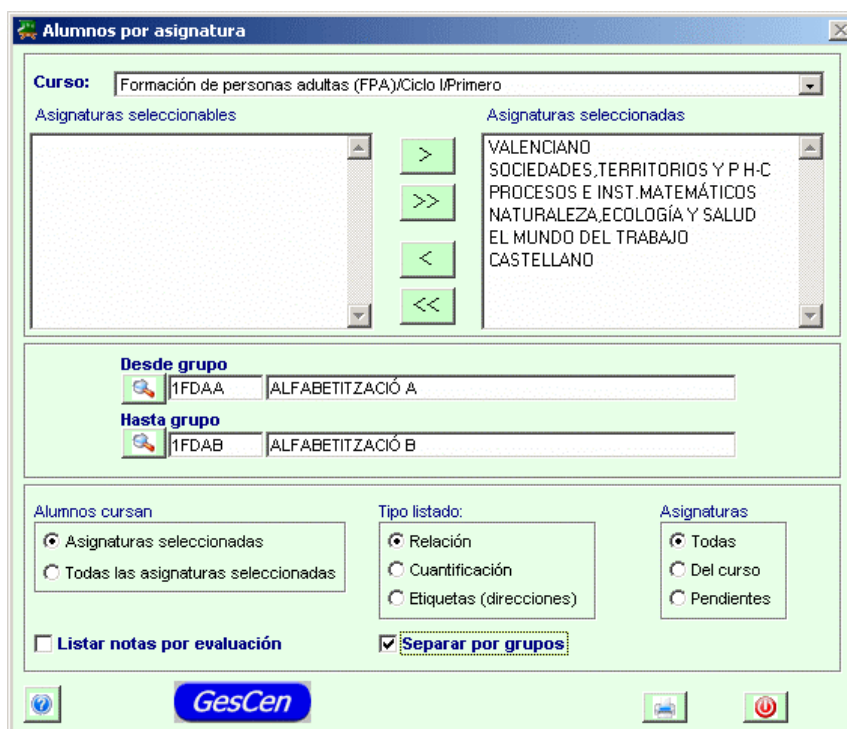 Alumnos por asignatura
Curso: Formación de personas adultas (FPA)/Ciclo I/Primero
Asignaturas seleccionables
Asignaturas seleccionadas
>
>>
<
<<
VALENCIANO
SOCIEDADES,TERRITORIOS Y P H-C
PROCESOS E INST.MATEMÁTICOS
NATURALEZA,ECOLOGÍA Y SALUD
EL MUNDO DEL TRABAJO
CASTELLANO
Desde grupo
1FDAA ALFABETITZACIÓ A
Hasta grupo
1FDAB ALFABETITZACIÓ B
Alumnos cursan
Asignaturas seleccionadas
Todas las asignaturas seleccionadas
Tipo listado:
Relación
Cuantificación
Etiquetas (direcciones)
Asignaturas
Todas
Del curso
Pendientes
Listar notas por evaluación
Separar por grupos
?
GesCen